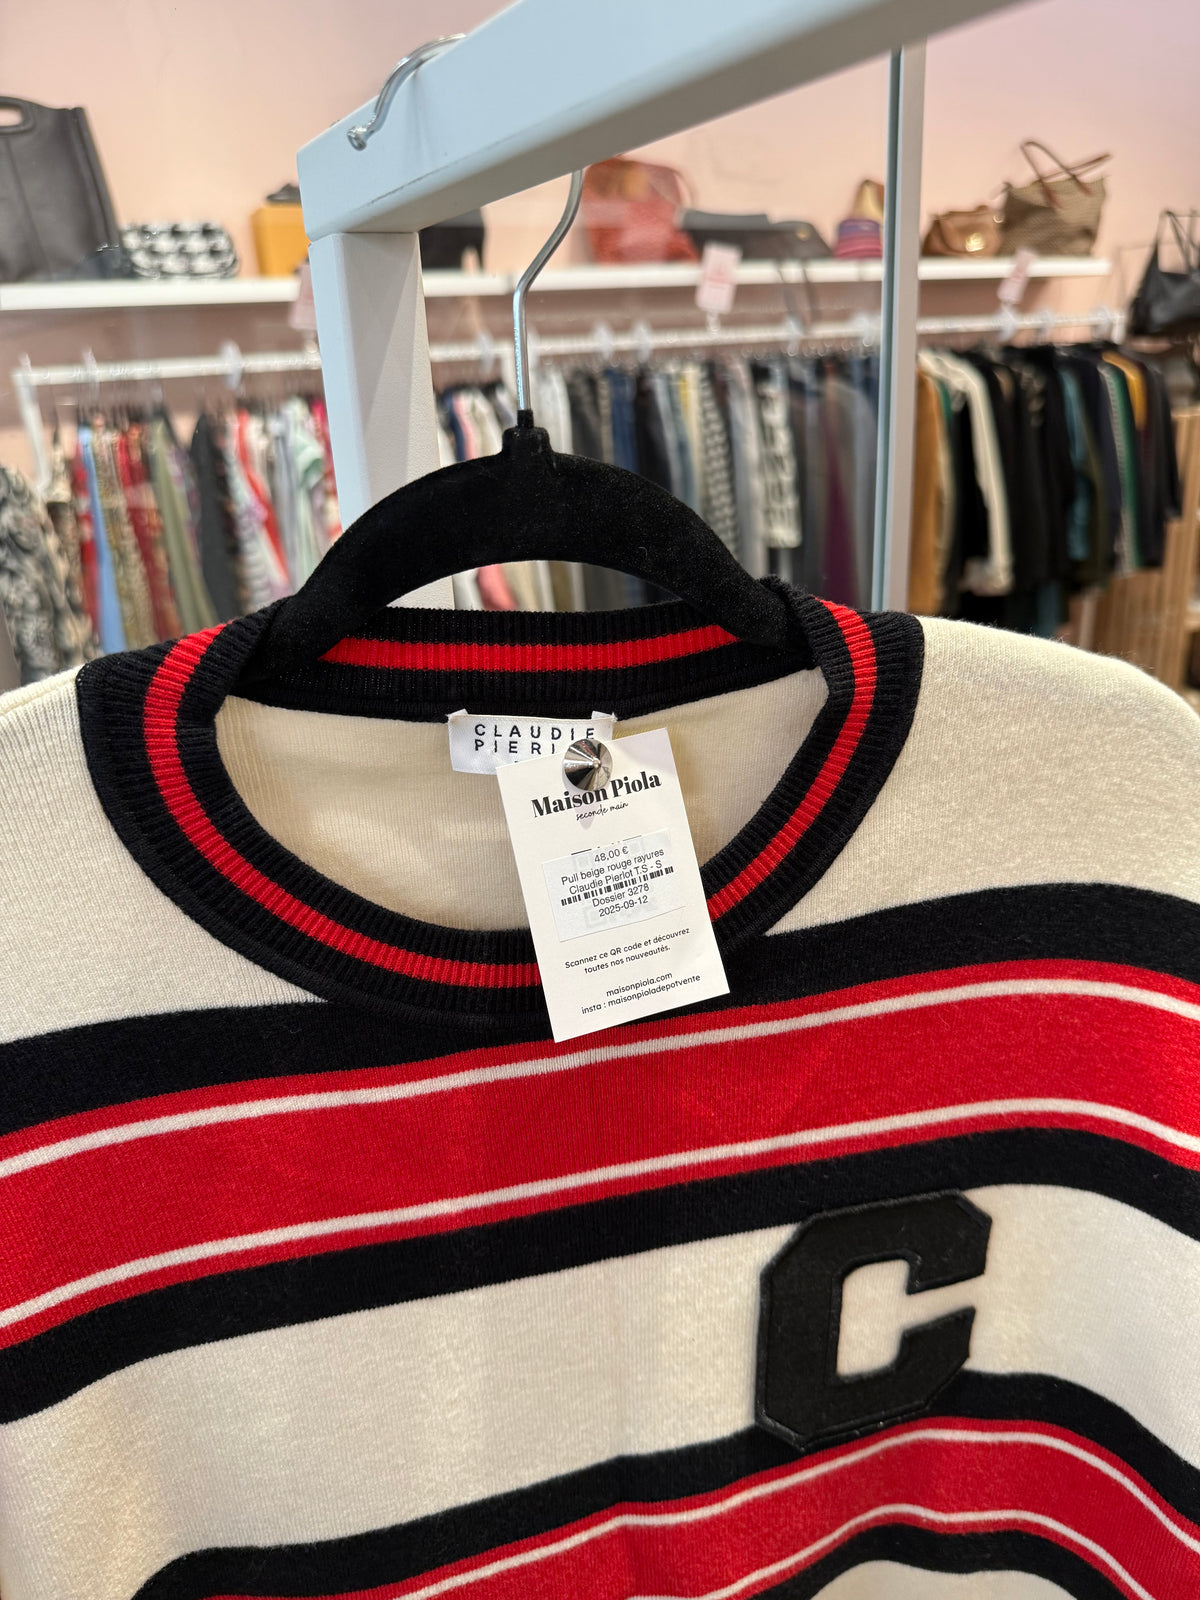 CLAUDIE
PIERL
Maison Piola
seconde main
48,00 €
Pull beige rouge rayures
Claudie Pierlot T.S - S
Dossier 3278
2025-09-12
Scannez ce QR code et découvrez
toutes nos nouveautés.
maisonpiola.com
insta : maisonpioladepotvente
C